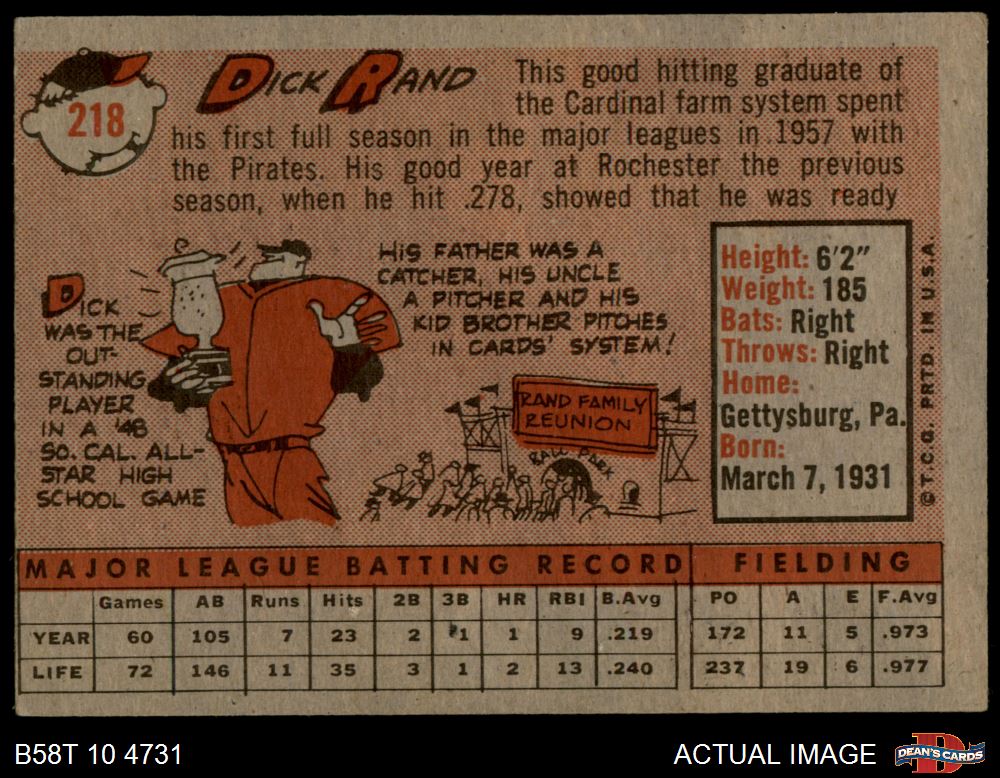 218
DICK RAND
This good hitting graduate of
the Cardinal farm system spent
his first full season in the major leagues in 1957 with
the Pirates. His good year at Rochester the previous
season, when he hit .278, showed that he was ready
DICK
WAS THE
OUT-
STANDING
PLAYER
IN A '48
SO. CAL. ALL-
STAR HIGH
SCHOOL GAME
HIS FATHER WAS A
CATCHER, HIS UNCLE
A PITCHER AND HIS
KID BROTHER PITCHES
IN CARDS' SYSTEM!
RAND FAMILY
REUNION
BALL PARK
Height: 6'2"
Weight: 185
Bats: Right
Throws: Right
Home:
Gettysburg, Pa.
Born:
March 7, 1931
© T.C.G. PRTD. IN U.S.A.
MAJOR LEAGUE BATTING RECORD FIELDING
Games AB Runs Hits 2B 3B HR RBI B.Avg PO A E F.Avg
YEAR 60 105 7 23 2 1 1 9 .219 172 11 5 .973
LIFE 72 146 11 35 3 1 2 13 .240 237 19 6 .977
B58T 10 4731
ACTUAL IMAGE
DEAN'S CARDS